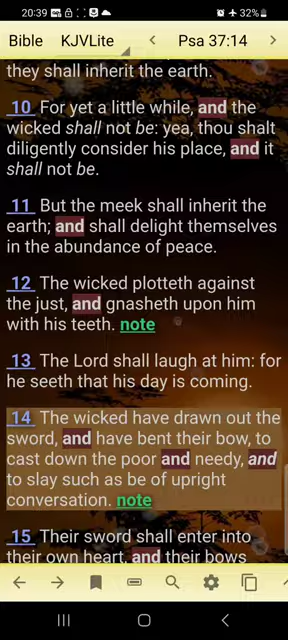 20:39 32%
Bible KJVLite < Psa 37:14 >
they shall inherit the earth.
10 For yet a little while, and the
wicked shall not be: yea, thou shalt
diligently consider his place, and it
shall not be.
11 But the meek shall inherit the
earth; and shall delight themselves
in the abundance of peace.
12 The wicked plotteth against
the just, and gnasheth upon him
with his teeth. note
13 The Lord shall laugh at him: for
he seeth that his day is coming.
14 The wicked have drawn out the
sword, and have bent their bow, to
cast down the poor and needy, and
to slay such as be of upright
conversation. note
15 Their sword shall enter into
their own heart, and their bows